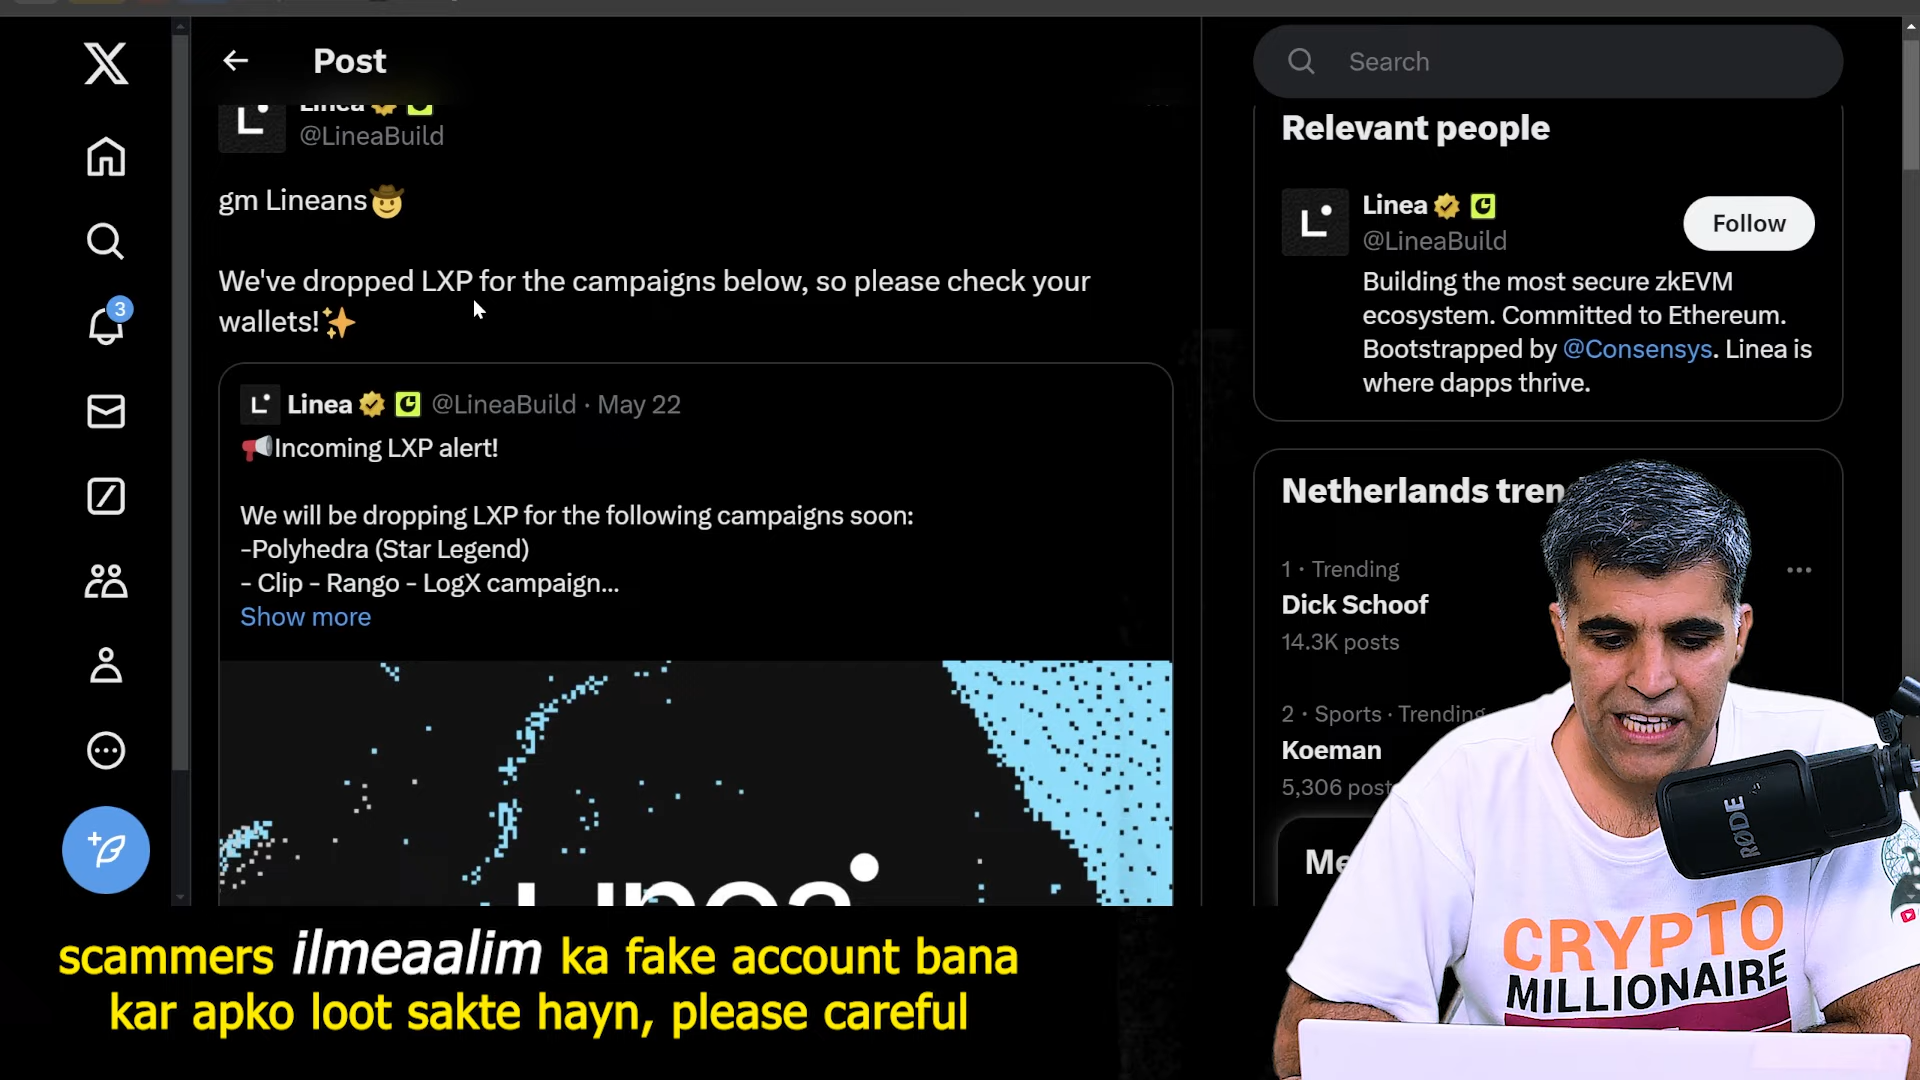 Post
Linea
@LineaBuild
gm Lineans🤠
We've dropped LXP for the campaigns below, so please check your
wallets!✨
Linea @LineaBuild · May 22
📢Incoming LXP alert!
We will be dropping LXP for the following campaigns soon:
-Polyhedra (Star Legend)
- Clip - Rango - LogX campaign...
Show more
Linea
3
Search
Relevant people
Linea
@LineaBuild
Follow
Building the most secure zkEVM
ecosystem. Committed to Ethereum.
Bootstrapped by @Consensys. Linea is
where dapps thrive.
Netherlands tren
1 · Trending
Dick Schoof
14.3K posts
2 · Sports · Trending
Koeman
5,306 post
Me
RØDE
CRYPTO
MILLIONAIRE
scammers ilmeaalim ka fake account bana
kar apko loot sakte hayn, please careful